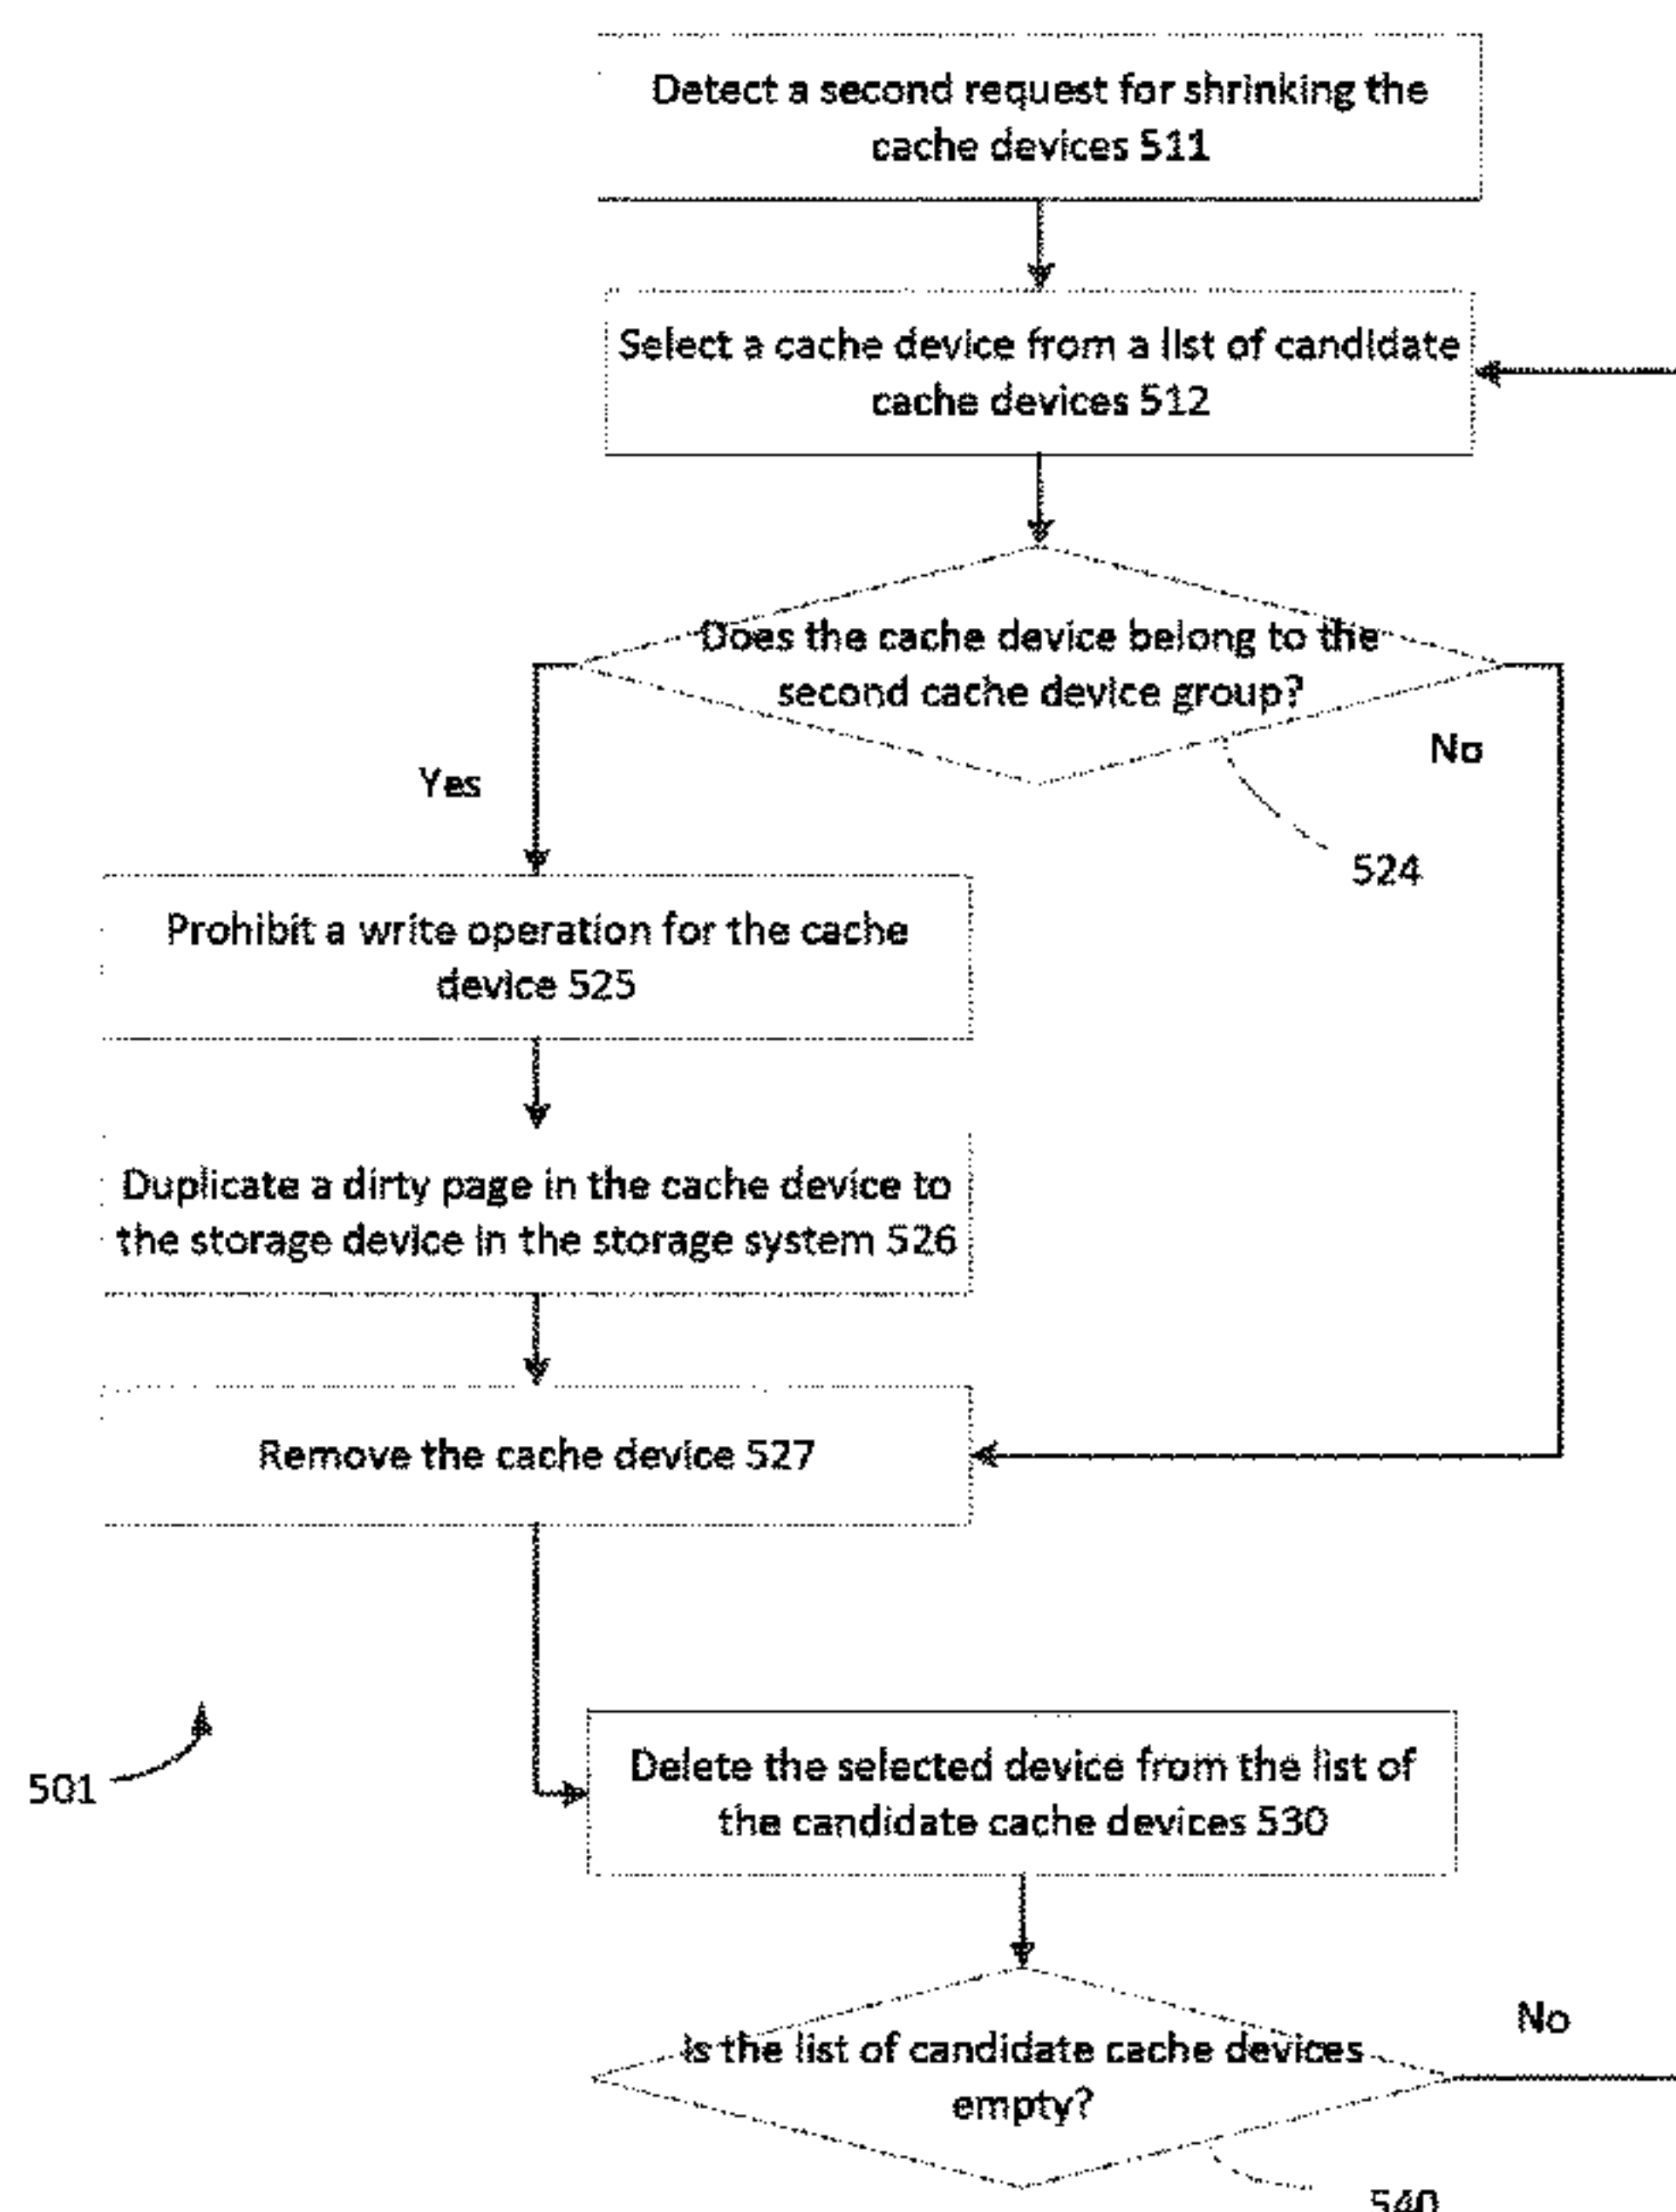 Detect a second request for shrinking the
cache devices 511
Select a cache device from a list of candidate
cache devices 512
Does the cache device belong to the
second cache device group?
Yes
No
524
Prohibit a write operation for the cache
device 525
Duplicate a dirty page in the cache device to
the storage device in the storage system 526
Remove the cache device 527
501
Delete the selected device from the list of
the candidate cache devices 530
Is the list of candidate cache devices
empty?
No
540